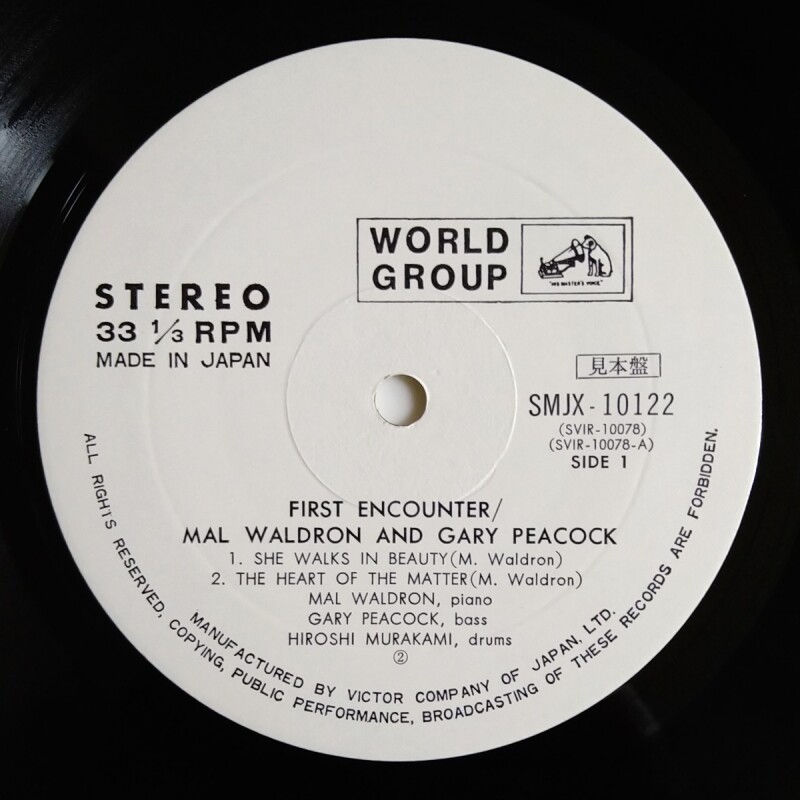 WORLD
GROUP
"HIS MASTER'S VOICE"
STEREO
33 1/3 RPM
MADE IN JAPAN
見本盤
SMJX-10122
(SVIR-10078)
(SVIR-10078-A)
SIDE 1
FIRST ENCOUNTER/
MAL WALDRON AND GARY PEACOCK
1. SHE WALKS IN BEAUTY(M. Waldron)
2. THE HEART OF THE MATTER(M. Waldron)
MAL WALDRON, piano
GARY PEACOCK, bass
HIROSHI MURAKAMI, drums
②
MANUFACTURED BY VICTOR COMPANY OF JAPAN, LTD.
ALL RIGHTS RESERVED, COPYING, PUBLIC PERFORMANCE, BROADCASTING OF THESE RECORDS ARE FORBIDDEN.